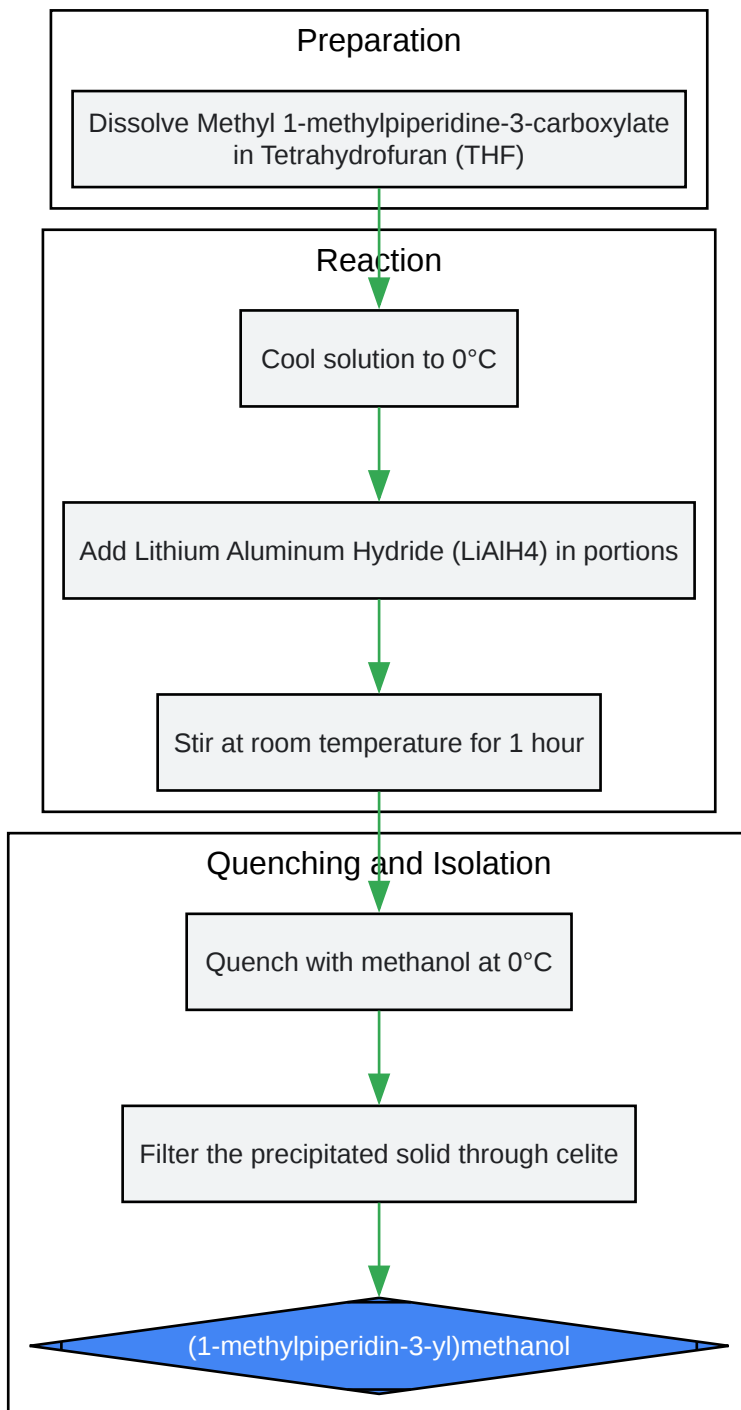 Preparation
Dissolve Methyl 1-methylpiperidine-3-carboxylate
in Tetrahydrofuran (THF)
Reaction
Cool solution to 0°C
Add Lithium Aluminum Hydride (LiAlH4) in portions
Stir at room temperature for 1 hour
Quenching and Isolation
Quench with methanol at 0°C
Filter the precipitated solid through celite
(1-methylpiperidin-3-yl)methanol